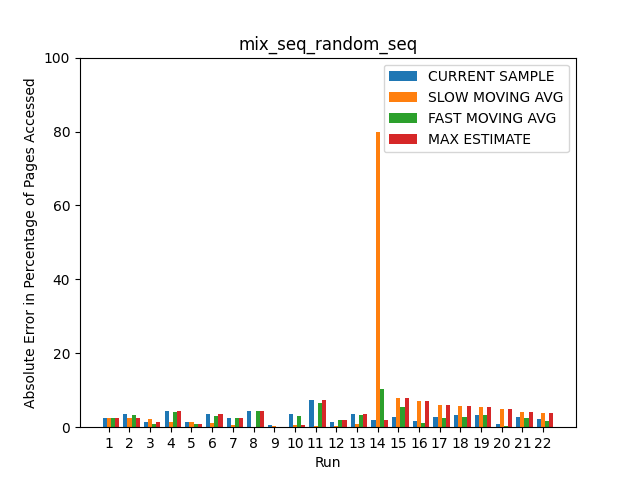 mix_seq_random_seq
Absolute Error in Percentage of Pages Accessed
100
80
60
40
20
0
CURRENT SAMPLE
SLOW MOVING AVG
FAST MOVING AVG
MAX ESTIMATE
1 2 3 4 5 6 7 8 9 10 11 12 13 14 15 16 17 18 19 20 21 22
Run